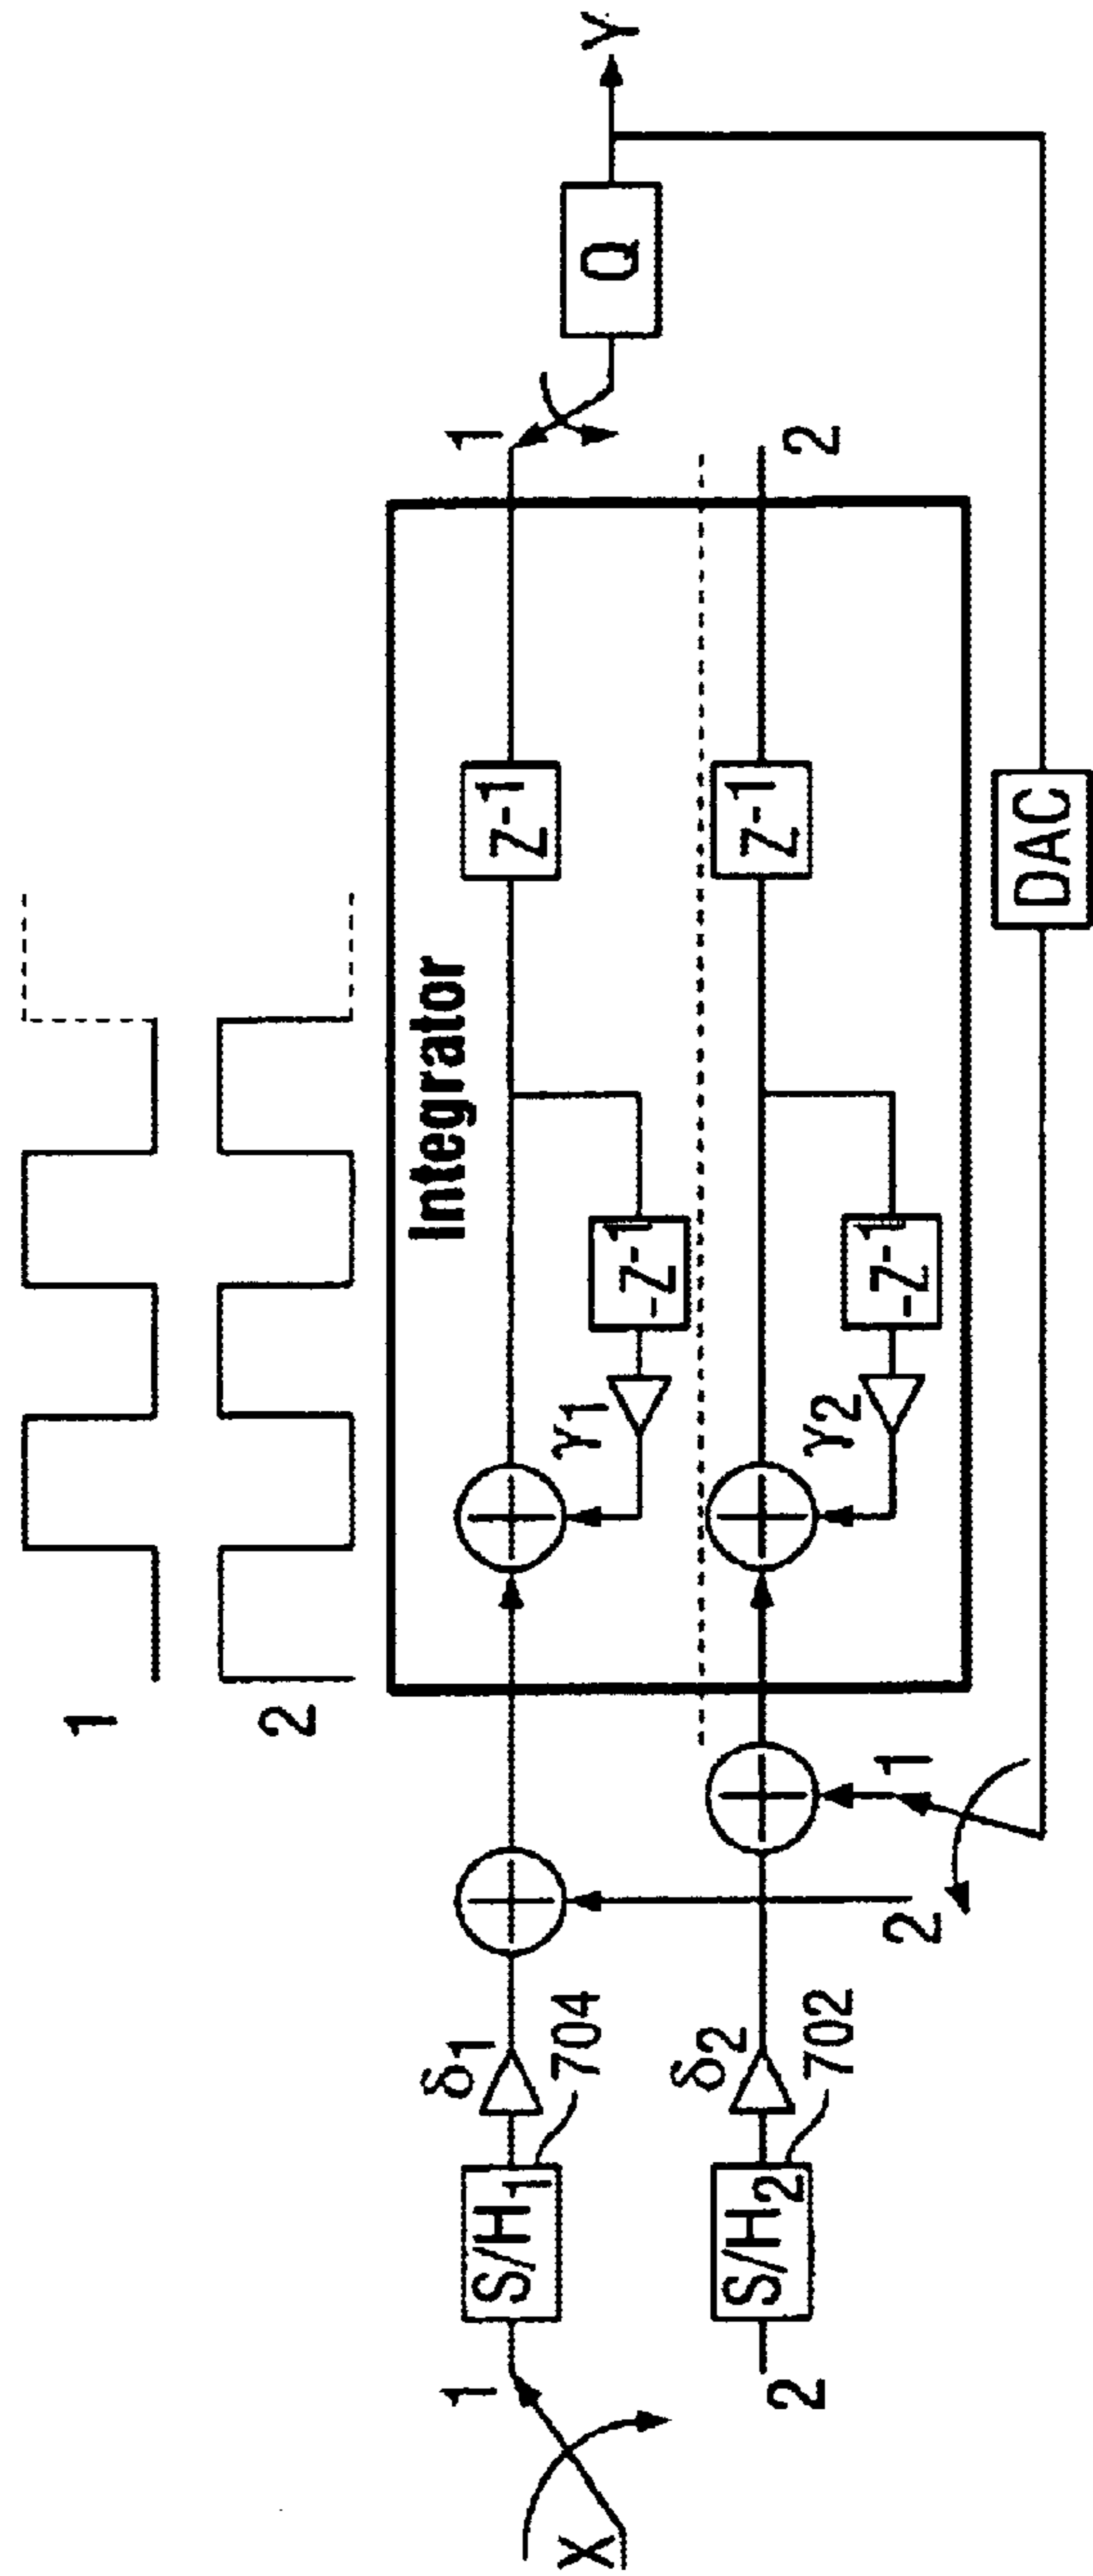 1
2
Integrator
X
1
S/H1
704
δ1
γ1
-Z-1
Z-1
1
Q
Y
2
S/H2
702
δ2
γ2
-Z-1
Z-1
2
2
1
DAC